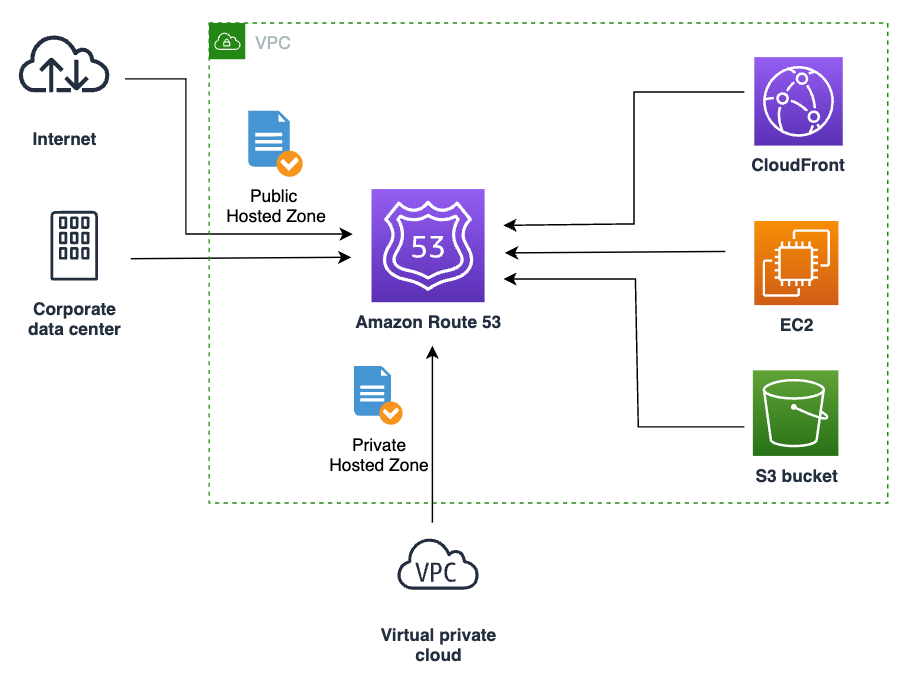 VPC
Internet
Public
Hosted Zone
53
Amazon Route 53
CloudFront
Corporate
data center
EC2
Private
Hosted Zone
S3 bucket
VPC
Virtual private
cloud